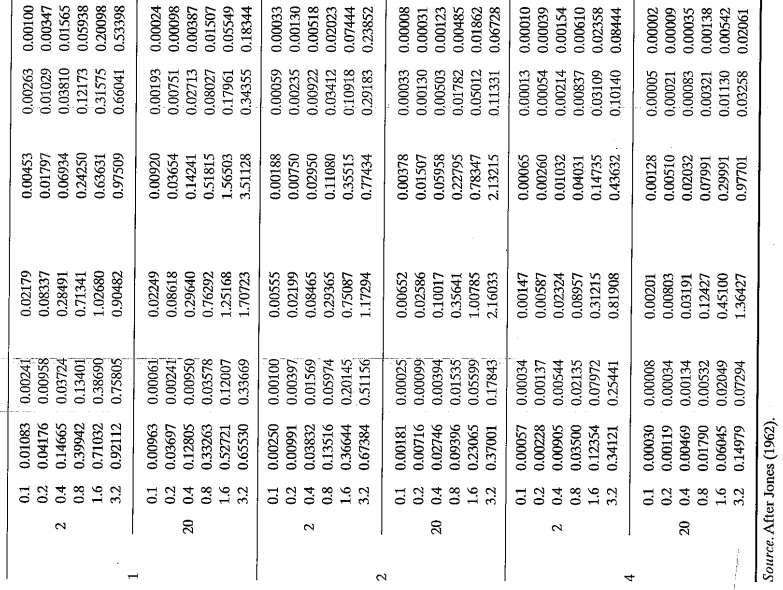 0.1 0.01083 0.00241 0.02179 0.00453 0.00263 0.00100
0.2 0.04176 0.00958 0.08337 0.01797 0.01029 0.00347
2 0.4 0.14665 0.03724 0.28491 0.06934 0.03810 0.01565
0.8 0.39942 0.13401 0.71341 0.24250 0.12173 0.05938
1.6 0.71032 0.38690 1.02680 0.63631 0.31575 0.20098
3.2 0.92112 0.75805 0.90482 0.97509 0.66041 0.53398
1
0.1 0.00963 0.00061 0.02249 0.00920 0.00193 0.00024
0.2 0.03697 0.00241 0.08618 0.03654 0.00751 0.00098
20 0.4 0.12805 0.00950 0.29640 0.14241 0.02713 0.00387
0.8 0.33263 0.03578 0.76292 0.51815 0.08027 0.01507
1.6 0.52721 0.12007 1.25168 1.56503 0.17961 0.05549
3.2 0.65530 0.33669 1.70723 3.51128 0.34355 0.18344
0.1 0.00250 0.00100 0.00555 0.00188 0.00059 0.00033
0.2 0.00991 0.00397 0.02199 0.00750 0.00235 0.00130
2 0.4 0.03832 0.01569 0.08465 0.02950 0.00922 0.00518
0.8 0.13516 0.05974 0.29365 0.11080 0.03412 0.02023
1.6 0.36644 0.20145 0.75087 0.35515 0.10918 0.07444
3.2 0.67384 0.51156 1.17294 0.77434 0.29183 0.23852
2
0.1 0.00181 0.00025 0.00652 0.00378 0.00033 0.00008
0.2 0.00716 0.00099 0.02586 0.01507 0.00130 0.00031
20 0.4 0.02746 0.00394 0.10017 0.05958 0.00503 0.00123
0.8 0.09396 0.01535 0.35641 0.22795 0.01782 0.00485
1.6 0.23065 0.05599 1.00785 0.78347 0.05012 0.01862
3.2 0.37001 0.17843 2.16033 2.13215 0.11331 0.06728
0.1 0.00057 0.00034 0.00147 0.00065 0.00013 0.00010
0.2 0.00228 0.00137 0.00587 0.00260 0.00054 0.00039
2 0.4 0.00905 0.00544 0.02324 0.01032 0.00214 0.00154
0.8 0.03500 0.02135 0.08957 0.04031 0.00837 0.00610
1.6 0.12354 0.07972 0.31215 0.14735 0.03109 0.02358
3.2 0.34121 0.25441 0.81908 0.43632 0.10140 0.08444
4
0.1 0.00030 0.00008 0.00201 0.00128 0.00005 0.00002
0.2 0.00119 0.00034 0.00803 0.00510 0.00021 0.00009
20 0.4 0.00469 0.00134 0.03191 0.02032 0.00083 0.00035
0.8 0.01790 0.00532 0.12427 0.07991 0.00321 0.00138
1.6 0.06045 0.02049 0.45100 0.29991 0.01130 0.00542
3.2 0.14979 0.07294 1.36427 0.97701 0.03258 0.02061
Source. After Jones (1962).